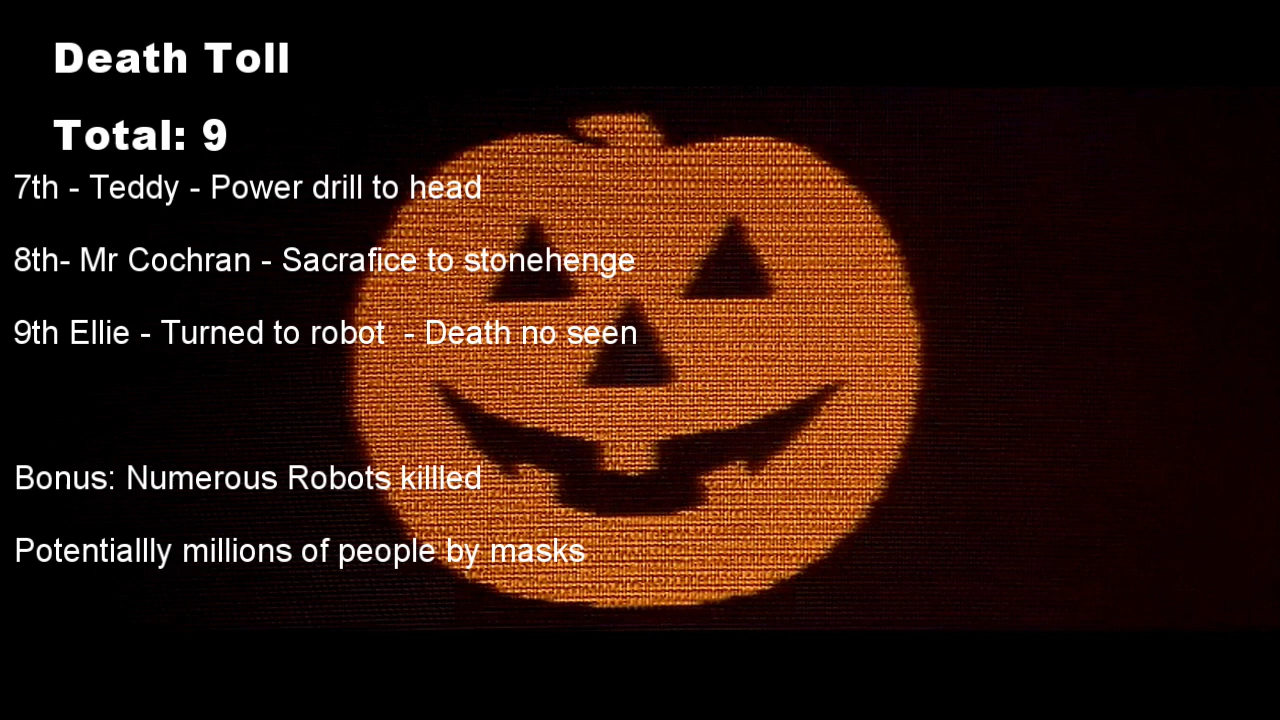 Death Toll
Total: 9
7th - Teddy - Power drill to head
8th- Mr Cochran - Sacrafice to stonehenge
9th Ellie - Turned to robot  - Death no seen
Bonus: Numerous Robots killled
Potentiallly millions of people by masks